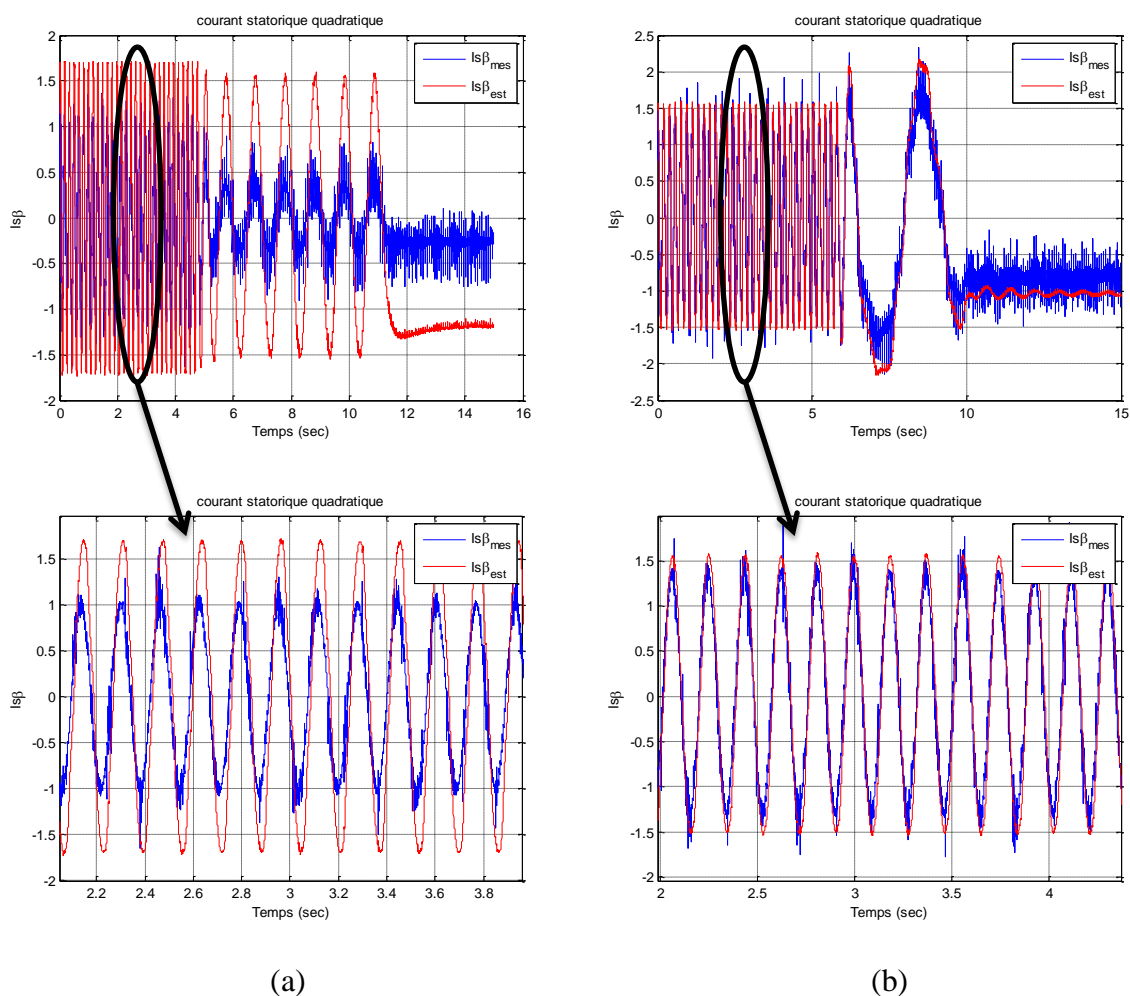 courant statorique quadratique
2
1.5
1
0.5
0
-0.5
-1
-1.5
-2
Isβ
0 2 4 6 8 10 12 14 16
Temps (sec)
Isβmes
Isβest
courant statorique quadratique
2.5
2
1.5
1
0.5
0
-0.5
-1
-1.5
-2
-2.5
Isβ
0 5 10 15
Temps (sec)
Isβmes
Isβest
courant statorique quadratique
1.5
1
0.5
0
-0.5
-1
-1.5
-2
Isβ
2.2 2.4 2.6 2.8 3 3.2 3.4 3.6 3.8
Temps (sec)
Isβmes
Isβest
courant statorique quadratique
1.5
1
0.5
0
-0.5
-1
-1.5
-2
Isβ
2 2.5 3 3.5 4
Temps (sec)
Isβmes
Isβest
(a)
(b)